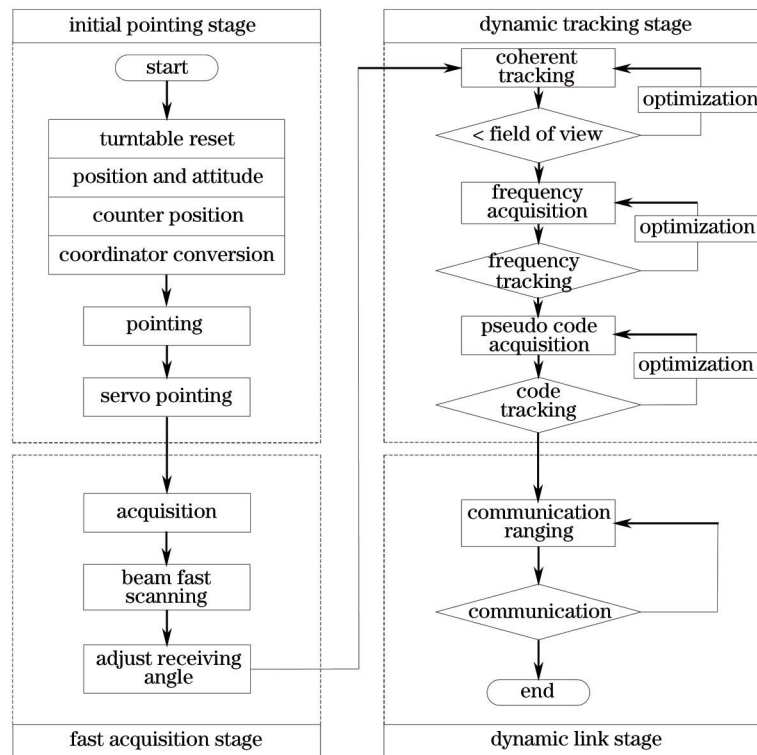 initial pointing stage
start
turntable reset
position and attitude
counter position
coordinator conversion
pointing
servo pointing
acquisition
beam fast
scanning
adjust receiving
angle
fast acquisition stage
dynamic tracking stage
coherent
tracking
optimization
< field of view
frequency
acquisition
optimization
frequency
tracking
pseudo code
acquisition
optimization
code
tracking
communication
ranging
communication
end
dynamic link stage